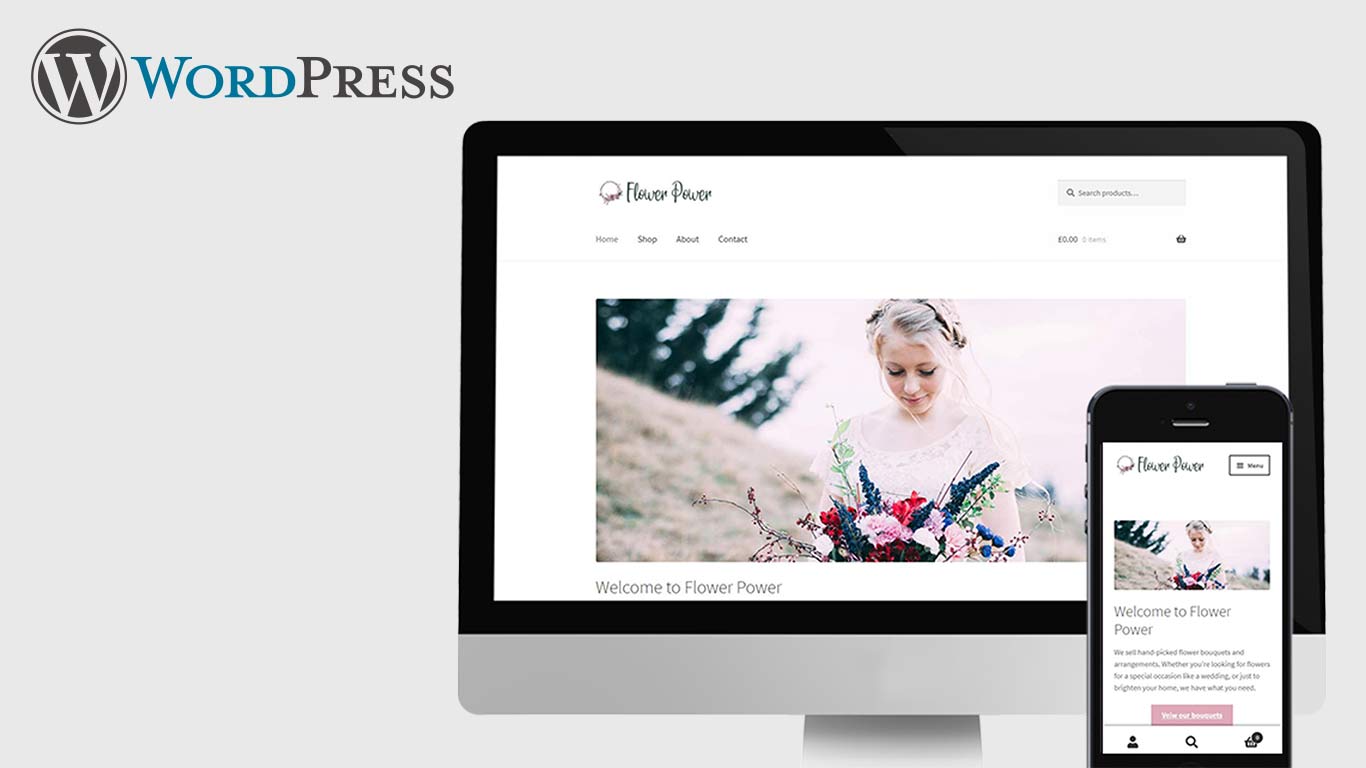 WORDPRESS
Flower Power
Search products…
Home Shop About Contact
£0.00 0 items
Welcome to Flower Power
Flower Power
Menu
Welcome to Flower
Power
We sell hand-picked flower bouquets and
arrangements. Whether you're looking for flowers
for a special occasion like a wedding, or just to
brighten your home, we have what you need.
Veiw our bouquets
0